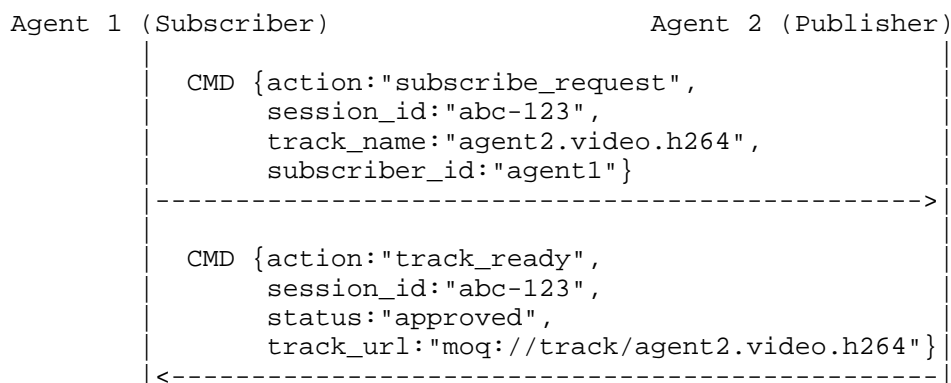 Agent 1 (Subscriber) Agent 2 (Publisher)
CMD {action:"subscribe_request",
session_id:"abc-123",
track_name:"agent2.video.h264",
subscriber_id:"agent1"}
CMD {action:"track_ready",
session_id:"abc-123",
status:"approved",
track_url:"moq://track/agent2.video.h264"}